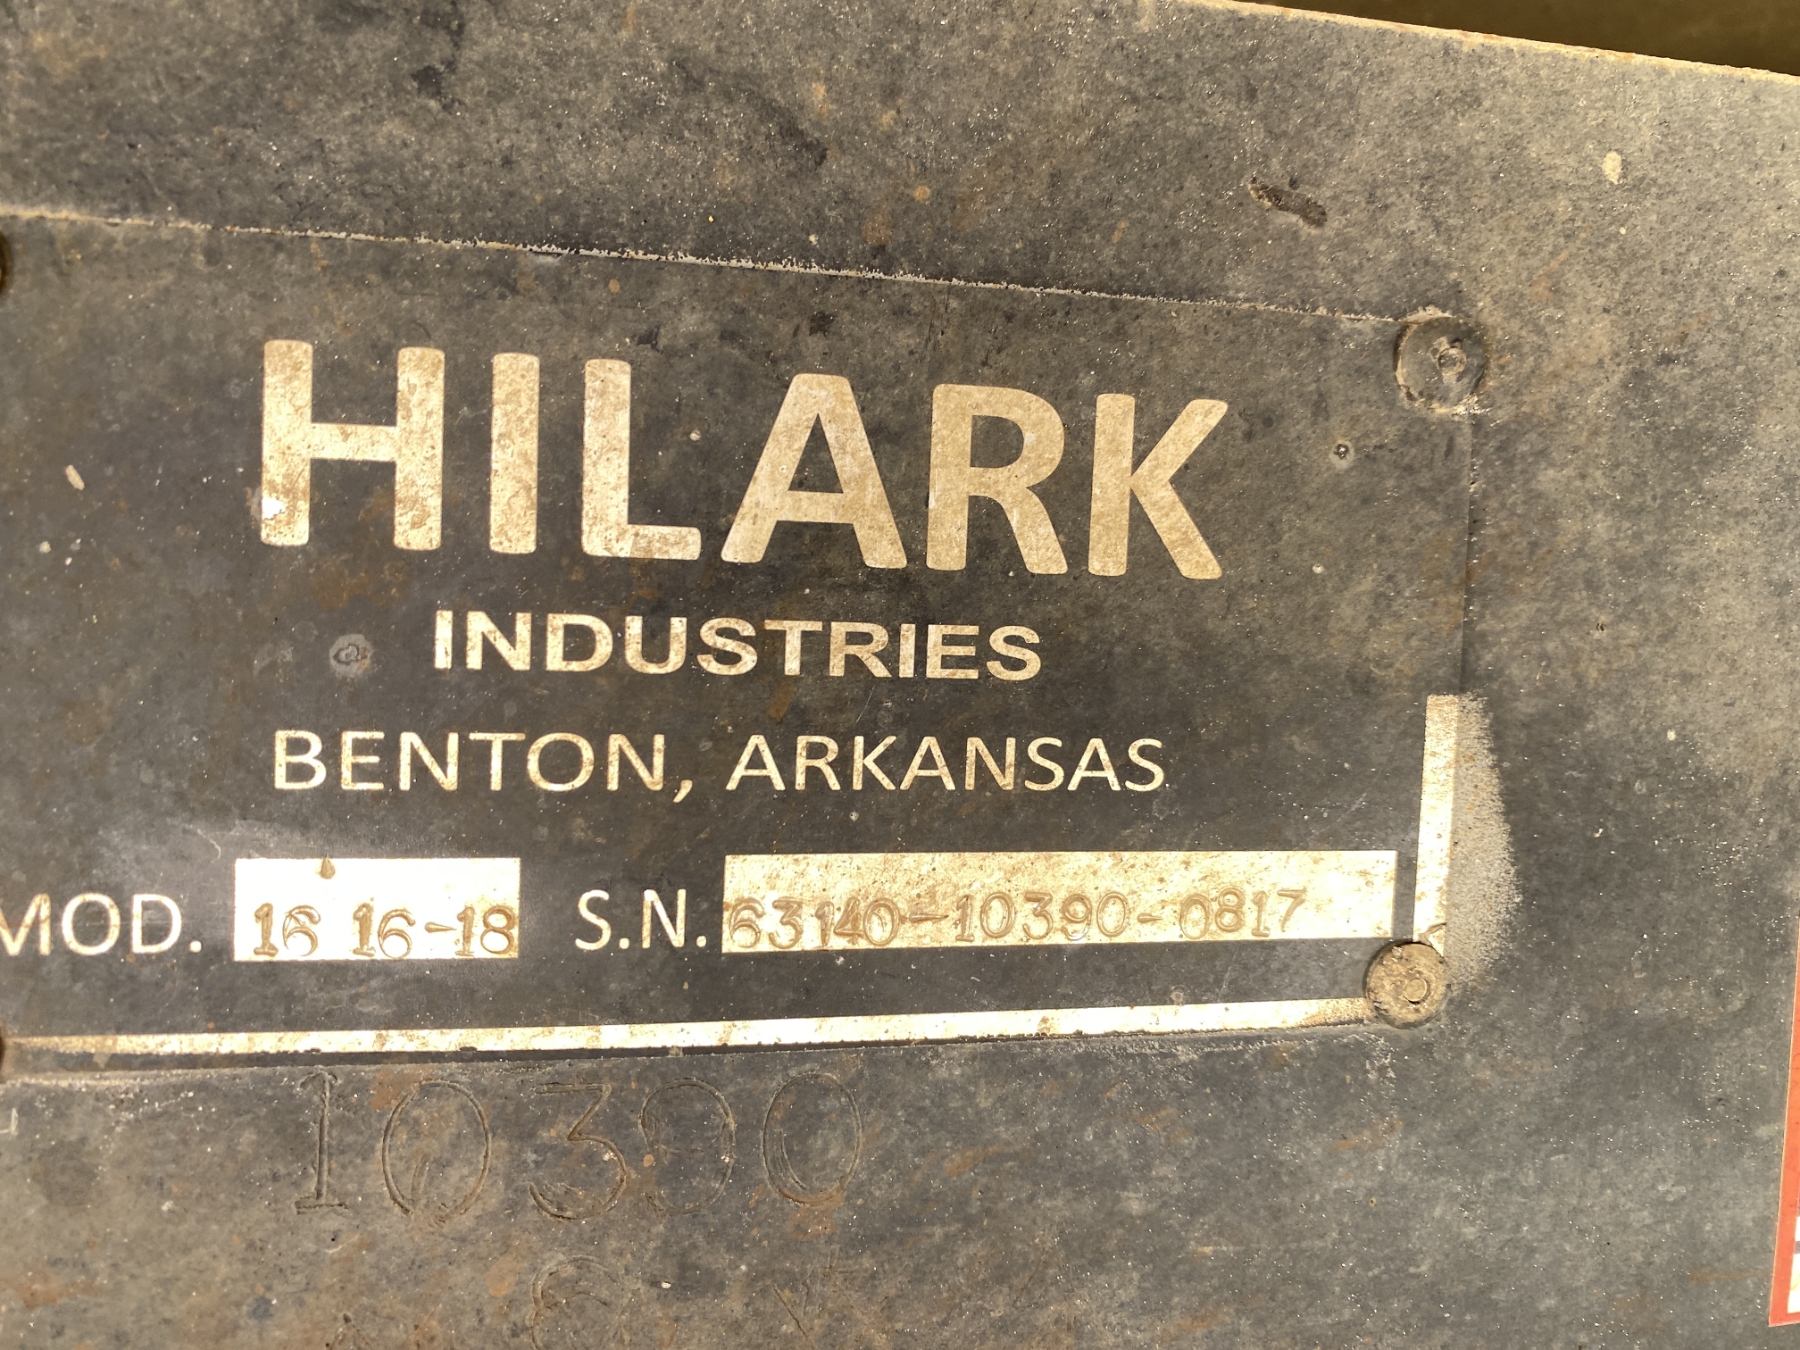 HILARK
INDUSTRIES
BENTON, ARKANSAS
MOD. 16 16-18 S.N. 63140-10390-0817
10390